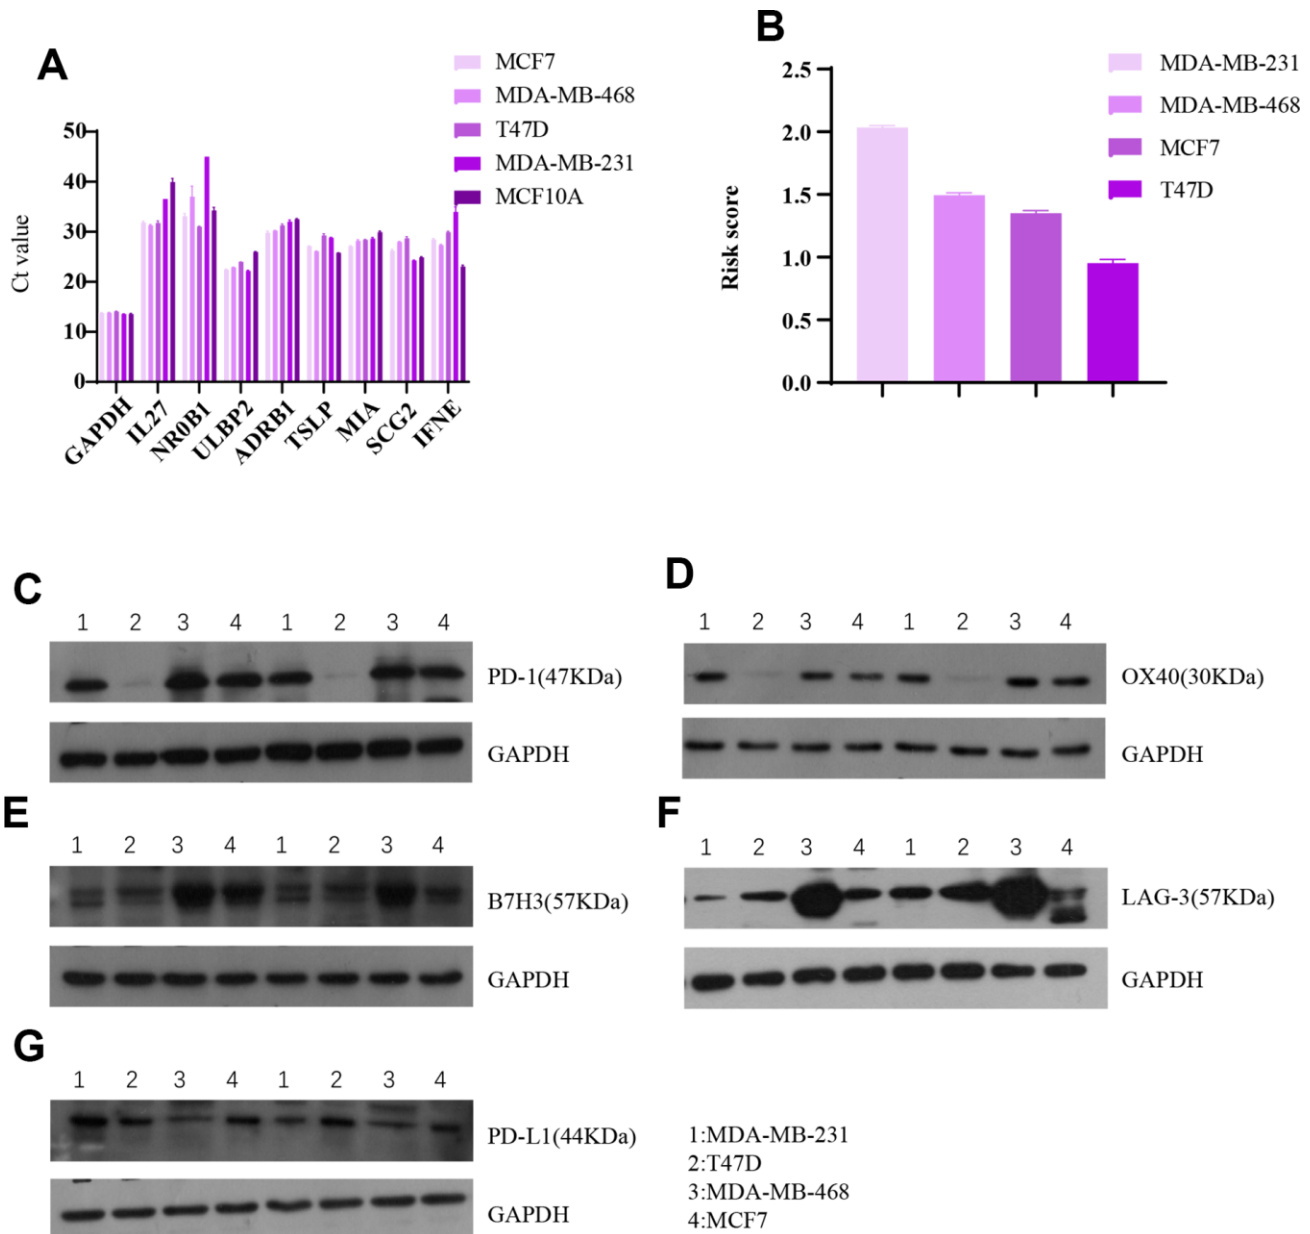 A
MCF7
MDA-MB-468
T47D
MDA-MB-231
MCF10A
50
40
30
20
10
0
Ct value
GAPDH
IL27
NR0B1
ULBP2
ADRB1
TSLP
MIA
SCG2
IFNE
B
MDA-MB-231
MDA-MB-468
MCF7
T47D
2.5
2.0
1.5
1.0
0.5
0.0
Risk score
C
1 2 3 4 1 2 3 4
PD-1(47KDa)
GAPDH
D
1 2 3 4 1 2 3 4
OX40(30KDa)
GAPDH
E
1 2 3 4 1 2 3 4
B7H3(57KDa)
GAPDH
F
1 2 3 4 1 2 3 4
LAG-3(57KDa)
GAPDH
G
1 2 3 4 1 2 3 4
PD-L1(44KDa)
GAPDH
1:MDA-MB-231
2:T47D
3:MDA-MB-468
4:MCF7